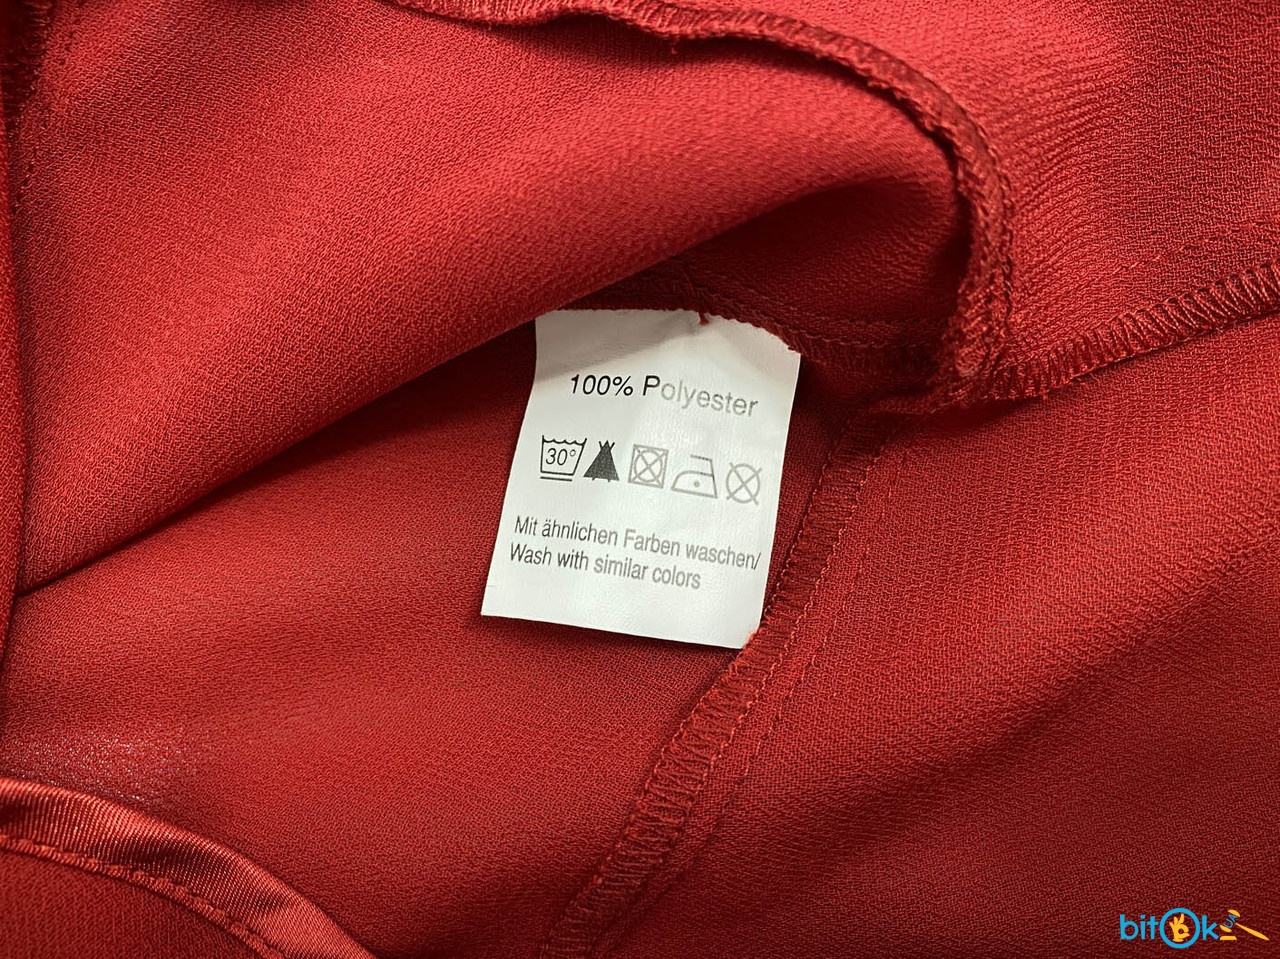 100% Polyester
30°
Mit ähnlichen Farben waschen/
Wash with similar colors
bitOk